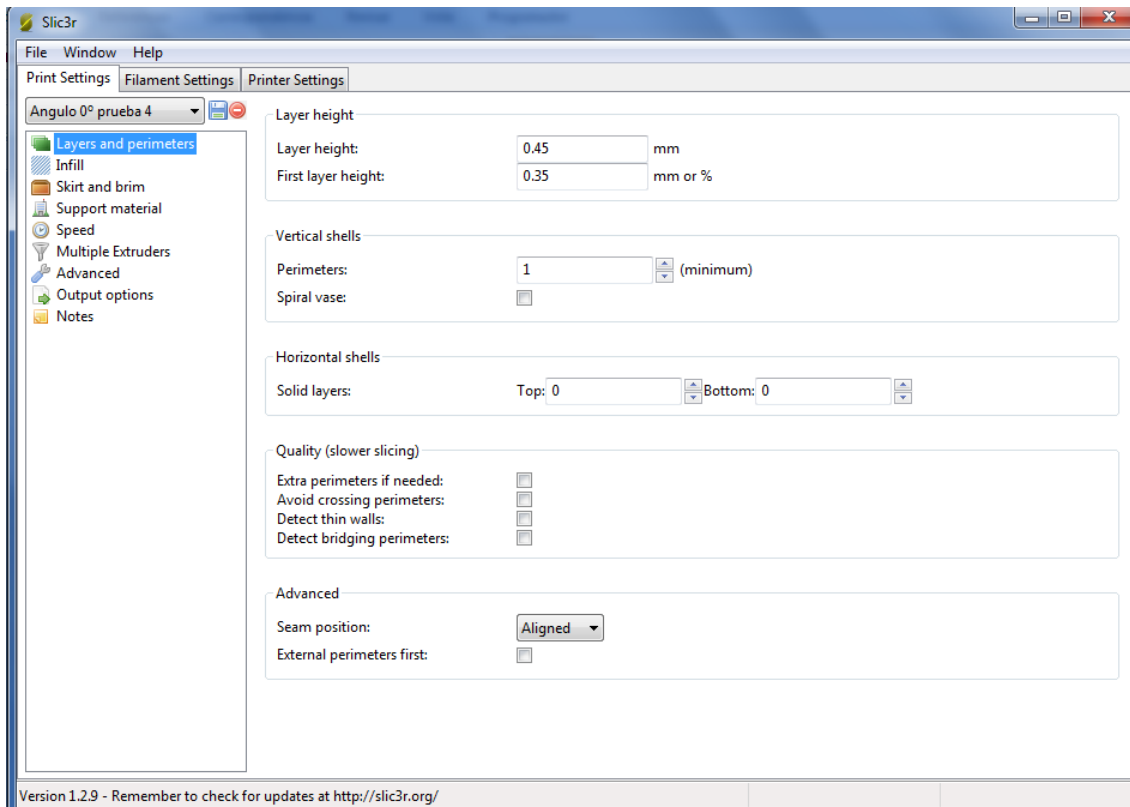 Slic3r
File Window Help
Print Settings Filament Settings Printer Settings
Angulo 0º prueba 4
Layers and perimeters
Infill
Skirt and brim
Support material
Speed
Multiple Extruders
Advanced
Output options
Notes
Layer height
Layer height: 0.45 mm
First layer height: 0.35 mm or %
Vertical shells
Perimeters: 1 (minimum)
Spiral vase:
Horizontal shells
Solid layers: Top: 0 Bottom: 0
Quality (slower slicing)
Extra perimeters if needed:
Avoid crossing perimeters:
Detect thin walls:
Detect bridging perimeters:
Advanced
Seam position: Aligned
External perimeters first:
Version 1.2.9 - Remember to check for updates at http://slic3r.org/